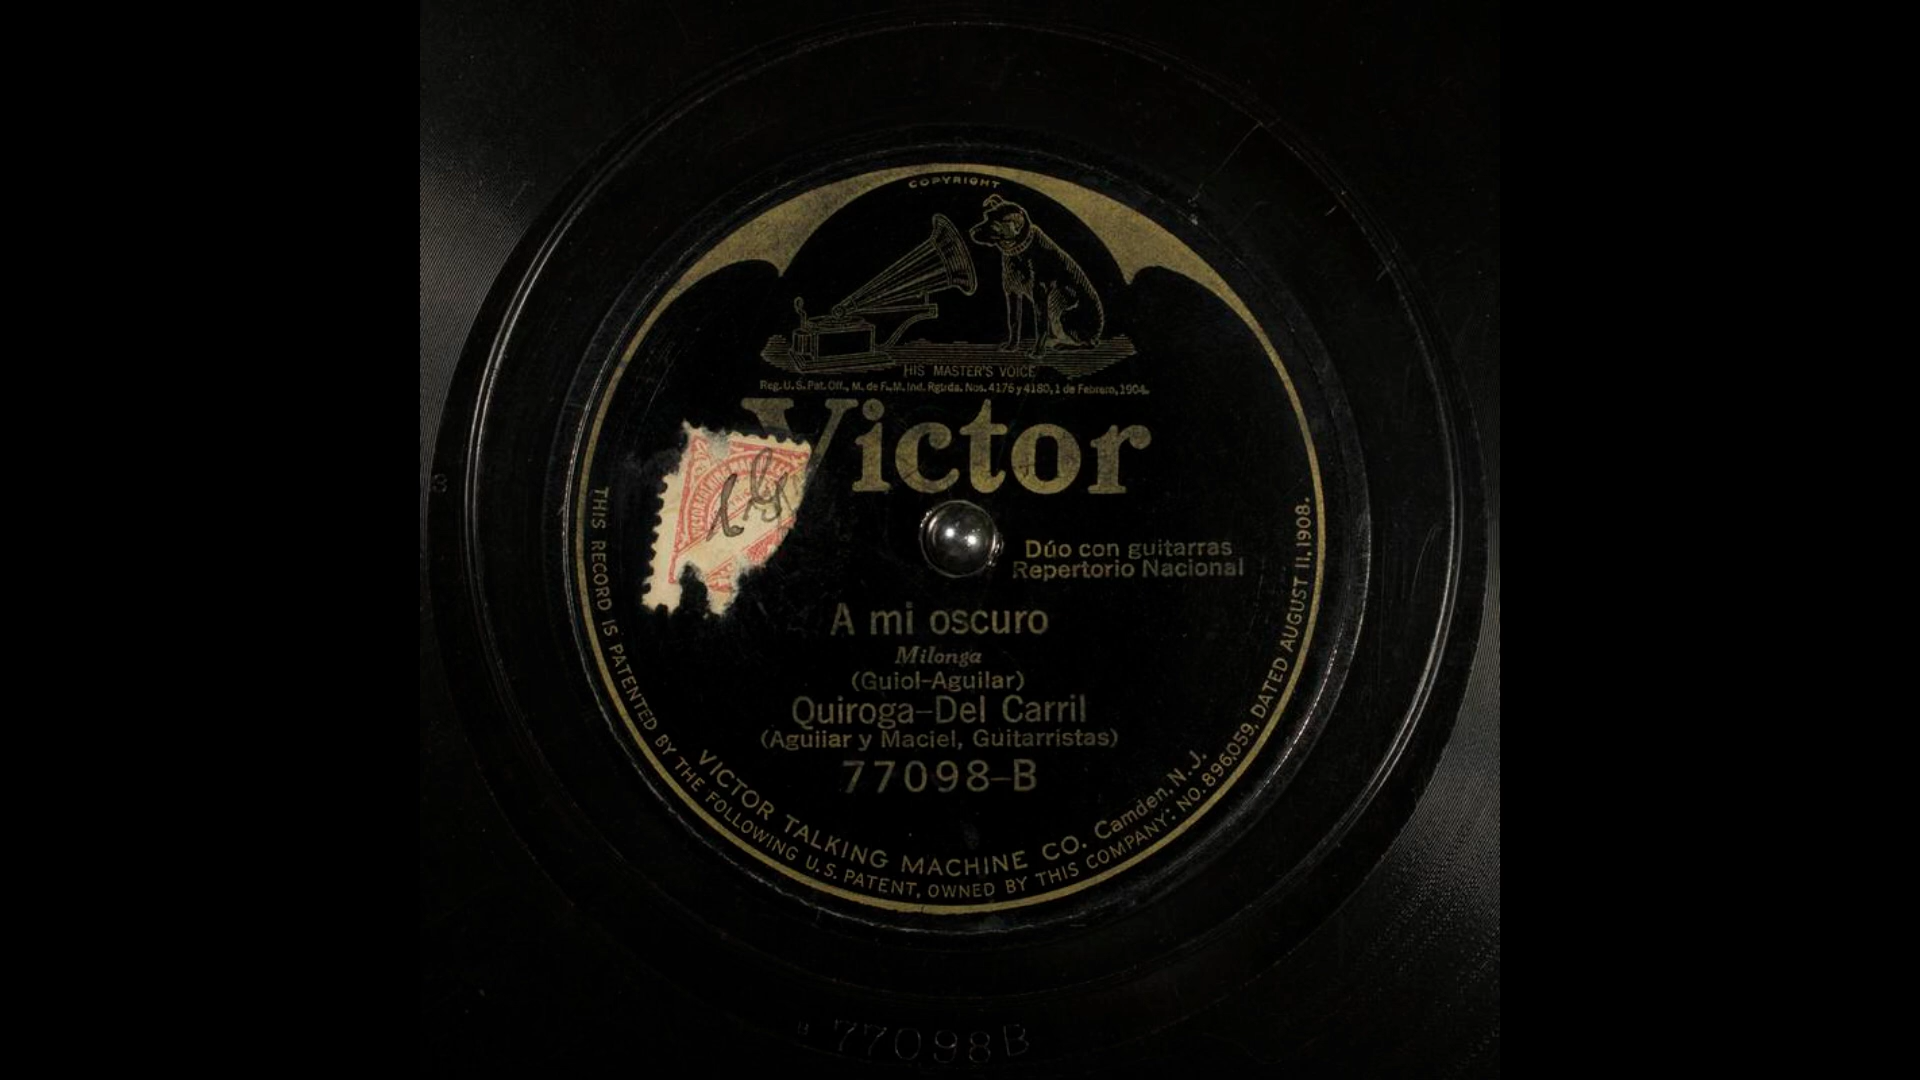 COPYRIGHT
HIS MASTER'S VOICE
Reg. U.S. Pat. Off., M. de F., M. Ind. Rgtrda. Nos. 4176 y 4180, 1 de Febrero, 1904.
Victor
Dúo con guitarras
Repertorio Nacional
A mi oscuro
Milonga
(Guiol-Aguilar)
Quiroga-Del Carril
(Aguilar y Maciel, Guitarristas)
77098-B
VICTOR TALKING MACHINE CO. Camden, N.J.
THIS RECORD IS PATENTED BY THE FOLLOWING U.S. PATENT, OWNED BY THIS COMPANY: NO. 896,059, DATED AUGUST 11, 1908.
77098B